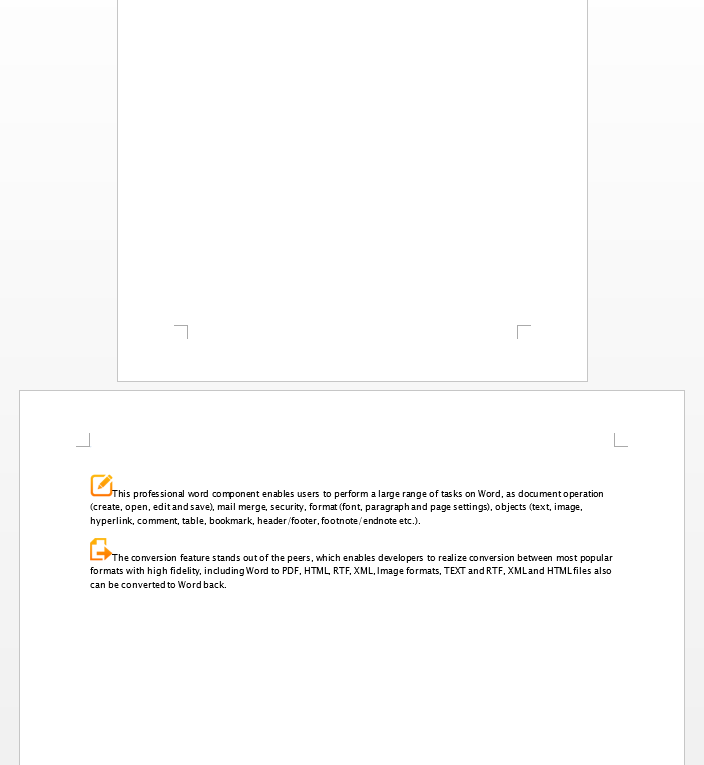 This professional word component enables users to perform a large range of tasks on Word, as document operation
(create, open, edit and save), mail merge, security, format (font, paragraph and page settings), objects (text, image,
hyperlink, comment, table, bookmark, header/footer, footnote/endnote etc.).
The conversion feature stands out of the peers, which enables developers to realize conversion between most popular
formats with high fidelity, including Word to PDF, HTML, RTF, XML, Image formats, TEXT and RTF, XML and HTML files also
can be converted to Word back.